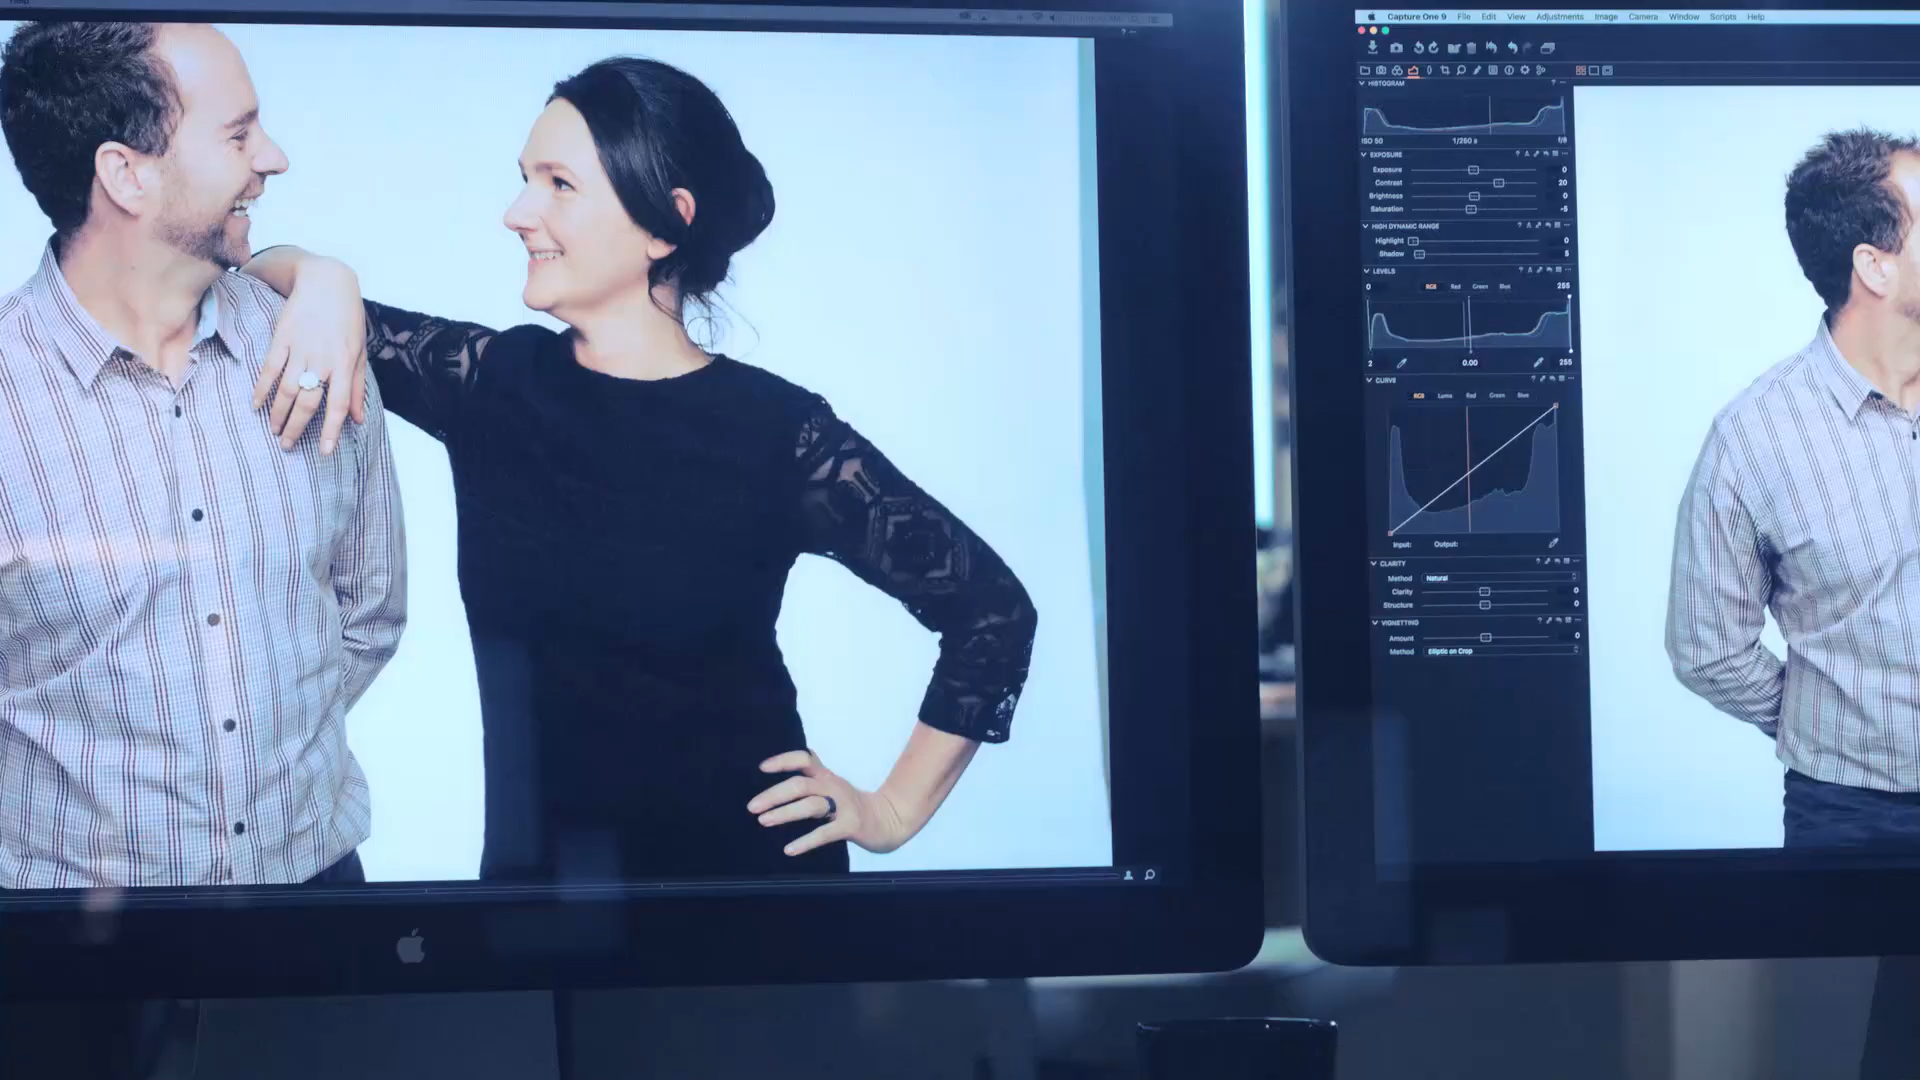 Help
Capture One 9 File Edit View Adjustments Image Camera Window Scripts Help
HISTOGRAM
ISO 50 1/250 s f/8
EXPOSURE
Exposure 0
Contrast 20
Brightness 0
Saturation -5
HIGH DYNAMIC RANGE
Highlight 0
Shadow 5
LEVELS
0 RGB Red Green Blue 255
2 0.00 255
CURVE
RGB Luma Red Green Blue
Input: Output:
CLARITY
Method Natural
Clarity 0
Structure 0
VIGNETTING
Amount 0
Method Elliptic on Crop